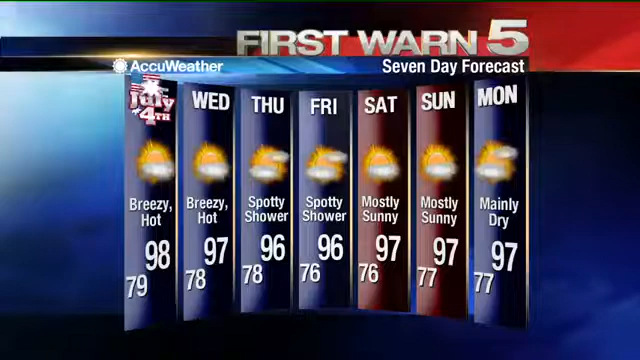 FIRST WARN 5
AccuWeather
Seven Day Forecast
July
4TH
Breezy,
Hot
98
79
WED
Breezy,
Hot
97
78
THU
Spotty
Shower
96
78
FRI
Spotty
Shower
96
76
SAT
Mostly
Sunny
97
76
SUN
Mostly
Sunny
97
77
MON
Mainly
Dry
97
77